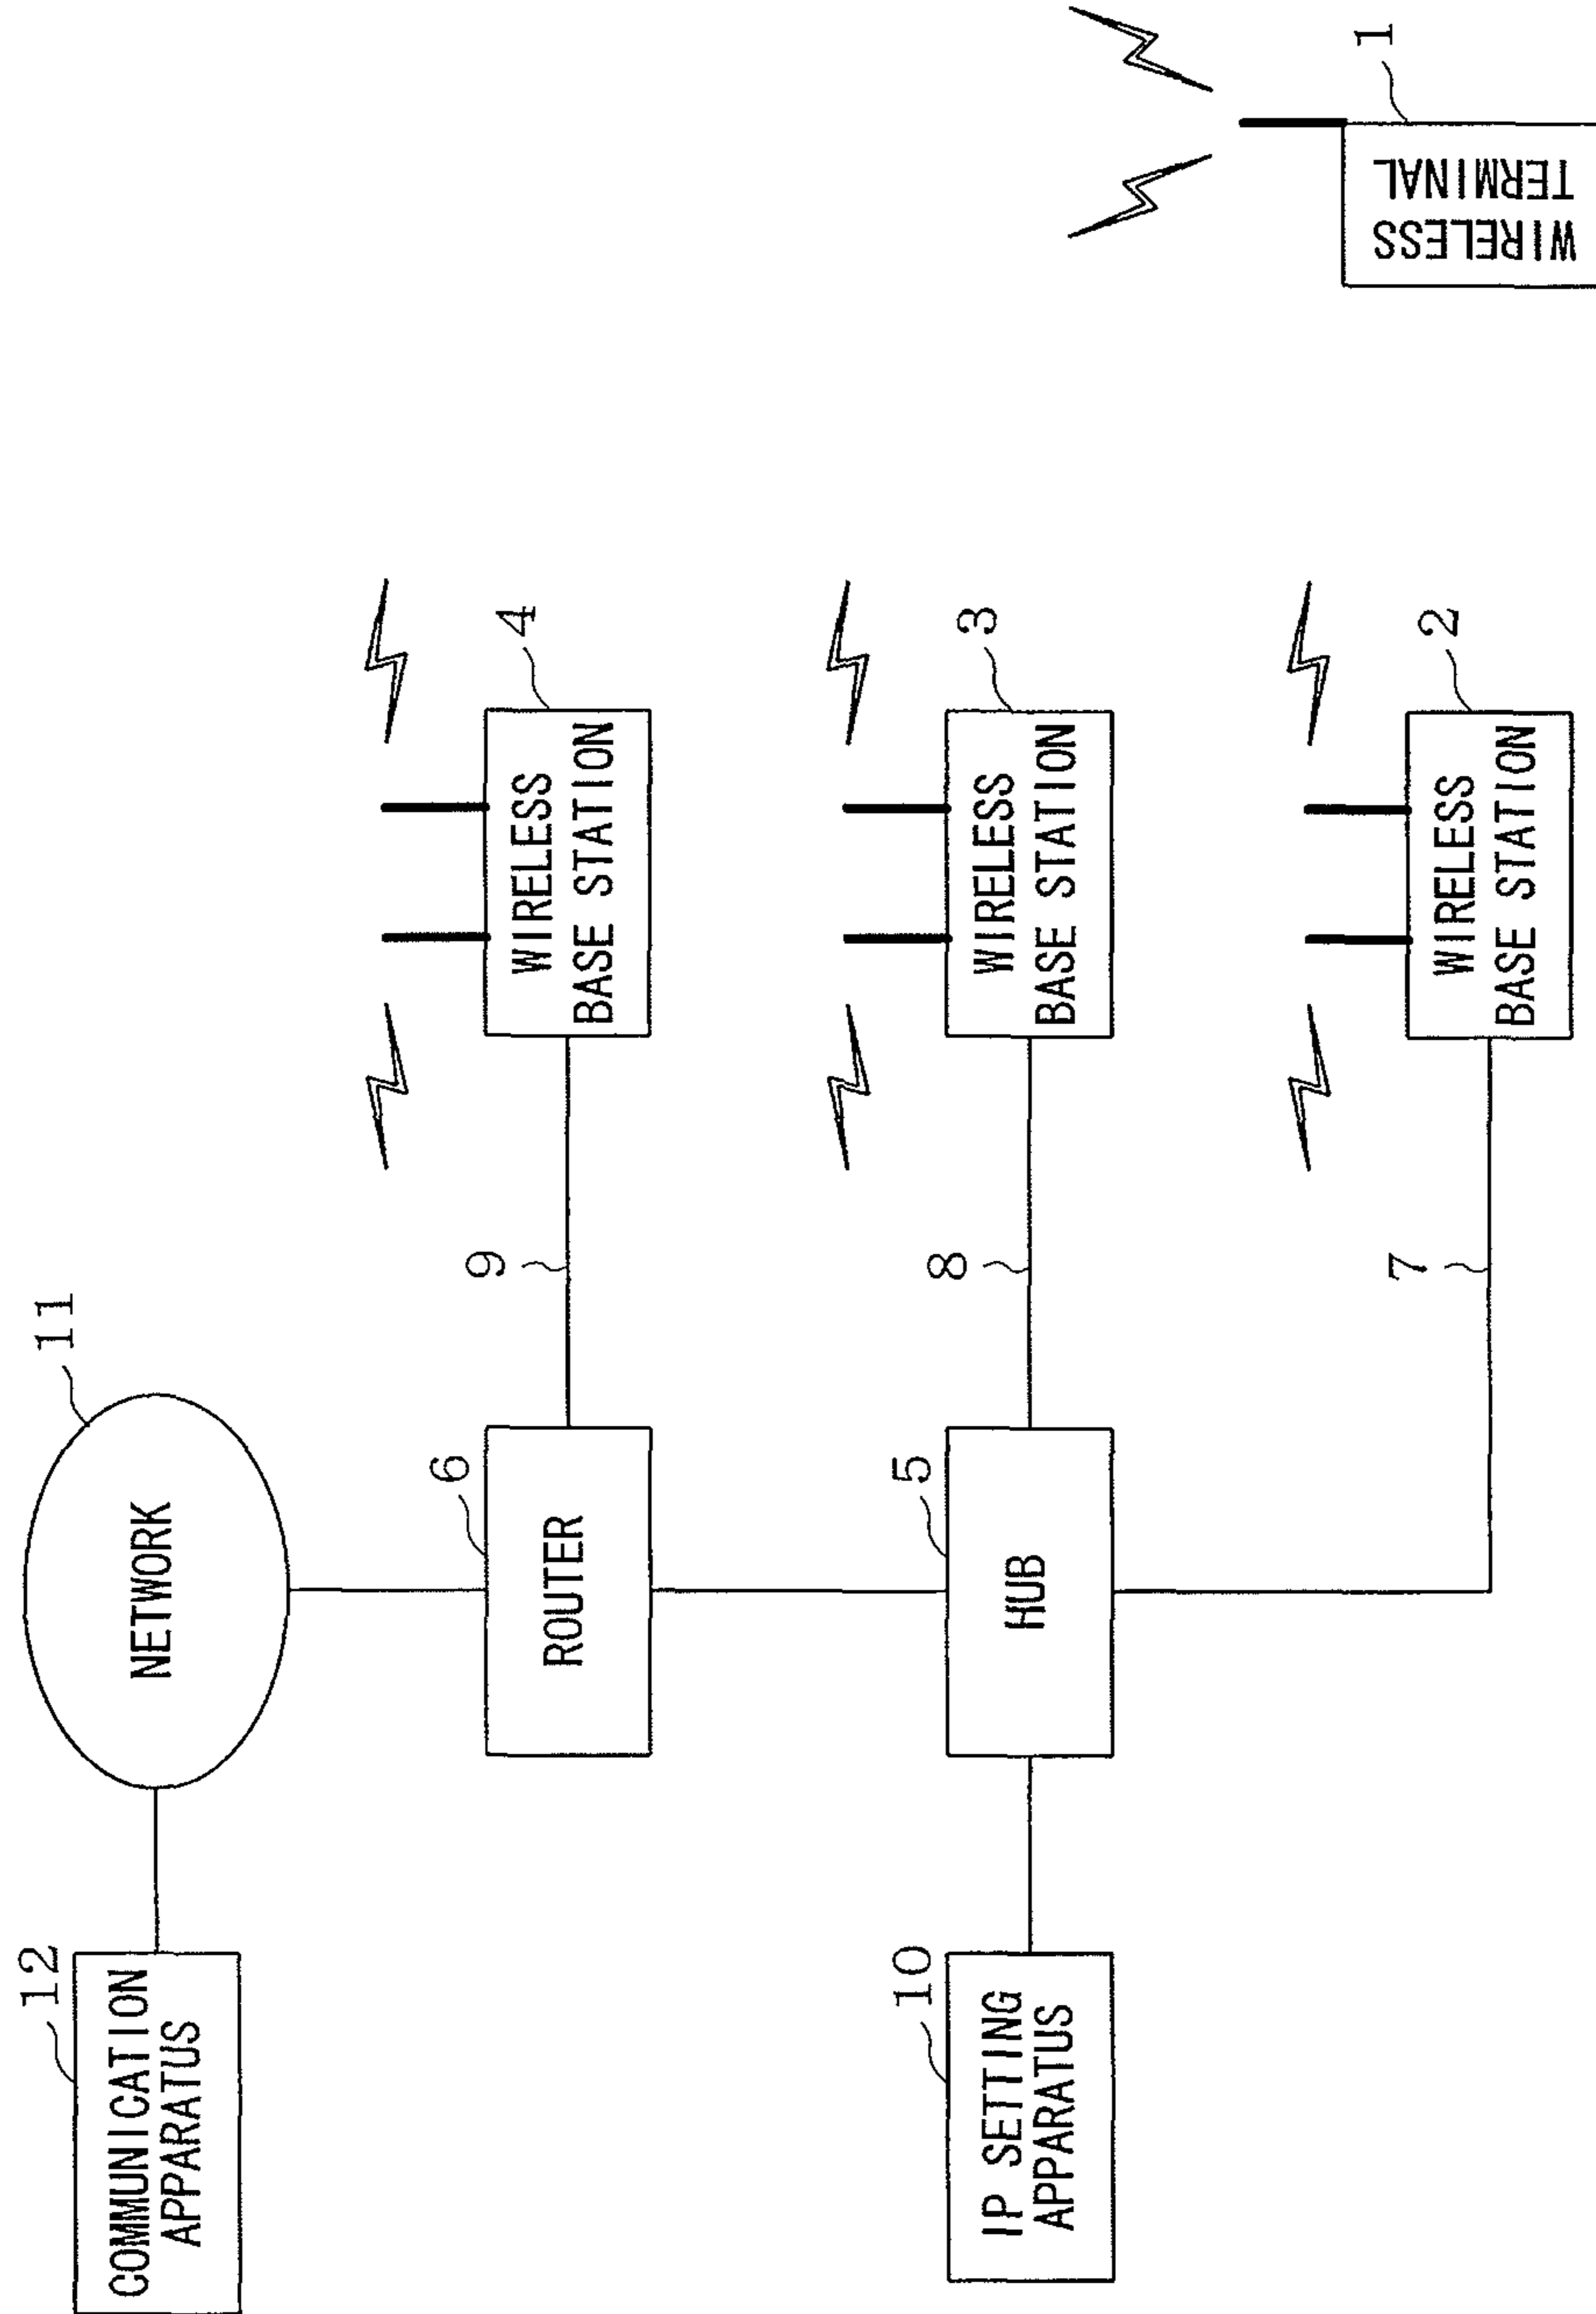 12
COMMUNICATION
APPARATUS
NETWORK
11
6
ROUTER
9
4
WIRELESS
BASE STATION
10
IP SETTING
APPARATUS
5
HUB
8
3
WIRELESS
BASE STATION
7
2
WIRELESS
BASE STATION
1
WIRELESS
TERMINAL